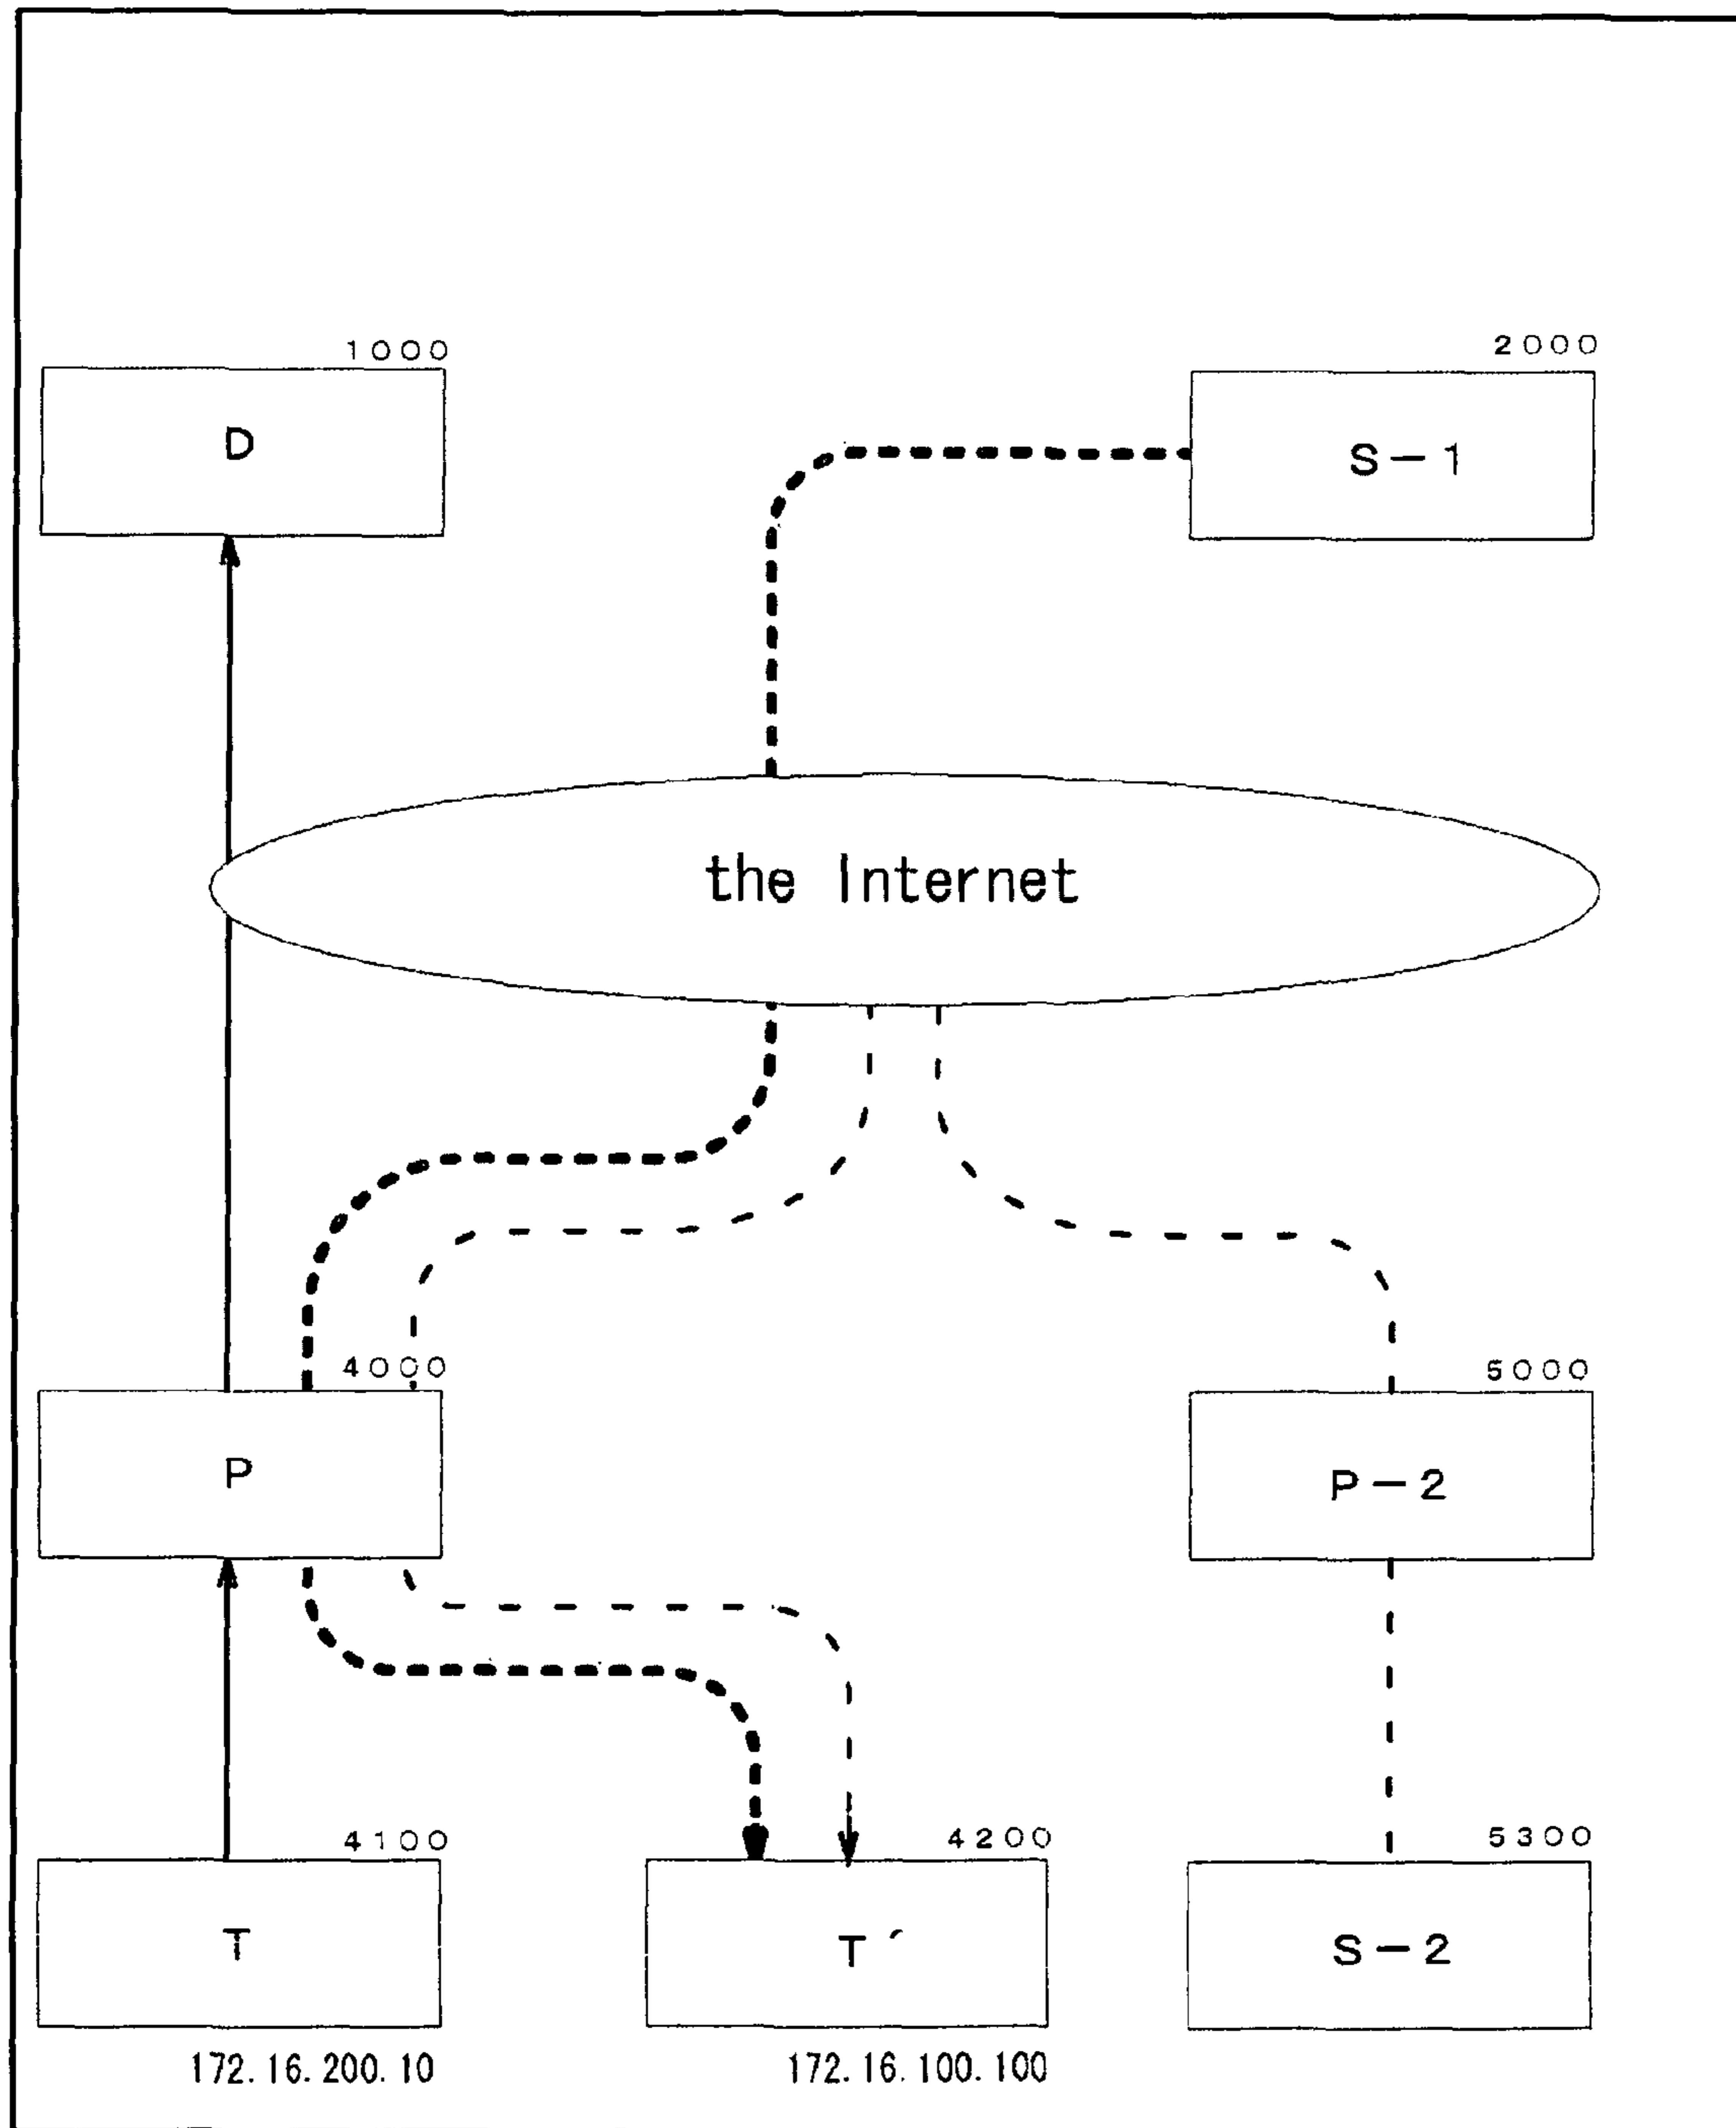 1000
D
2000
S-1
the Internet
4000
P
5000
P-2
4100
T
172.16.200.10
4200
T´
172.16.100.100
5300
S-2